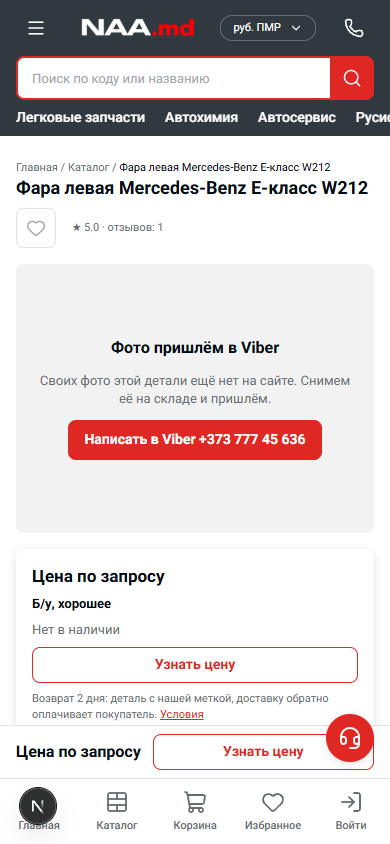 NAA.md
руб. ПМР
Поиск по коду или названию
Легковые запчасти Автохимия Автосервис Руси
Главная / Каталог / Фара левая Mercedes-Benz E-класс W212
Фара левая Mercedes-Benz E-класс W212
★ 5.0 · отзывов: 1
Фото пришлём в Viber
Своих фото этой детали ещё нет на сайте. Снимем
её на складе и пришлём.
Написать в Viber +373 777 45 636
Цена по запросу
Б/у, хорошее
Нет в наличии
Узнать цену
Возврат 2 дня: деталь с нашей меткой, доставку обратно
оплачивает покупатель. Условия
Цена по запросу Узнать цену
N
Главная Каталог Корзина Избранное Войти